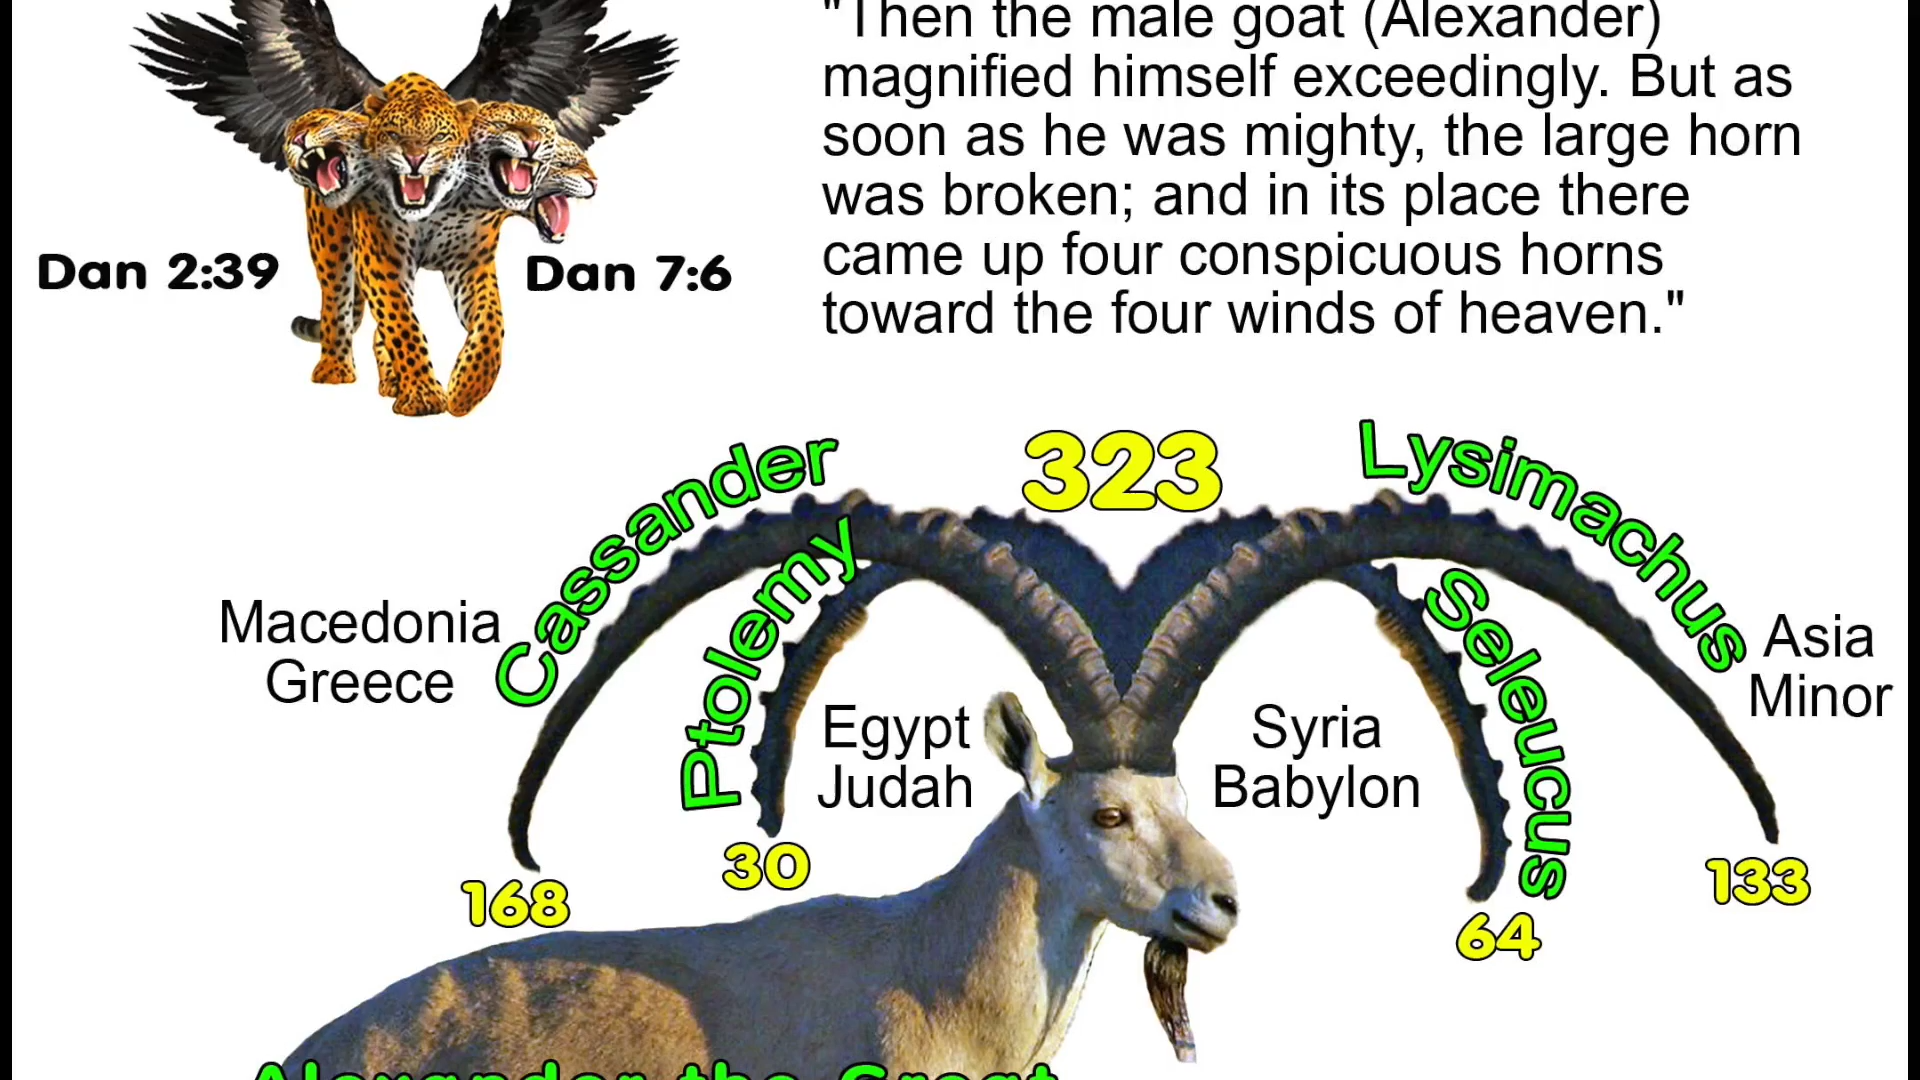 "Then the male goat (Alexander)
magnified himself exceedingly. But as
soon as he was mighty, the large horn
was broken; and in its place there
came up four conspicuous horns
toward the four winds of heaven."
Dan 2:39
Dan 7:6
323
Cassander
Lysimachus
Ptolemy
Seleucus
Macedonia
Greece
Egypt
Judah
Syria
Babylon
Asia
Minor
168
30
64
133
Alexander the Great